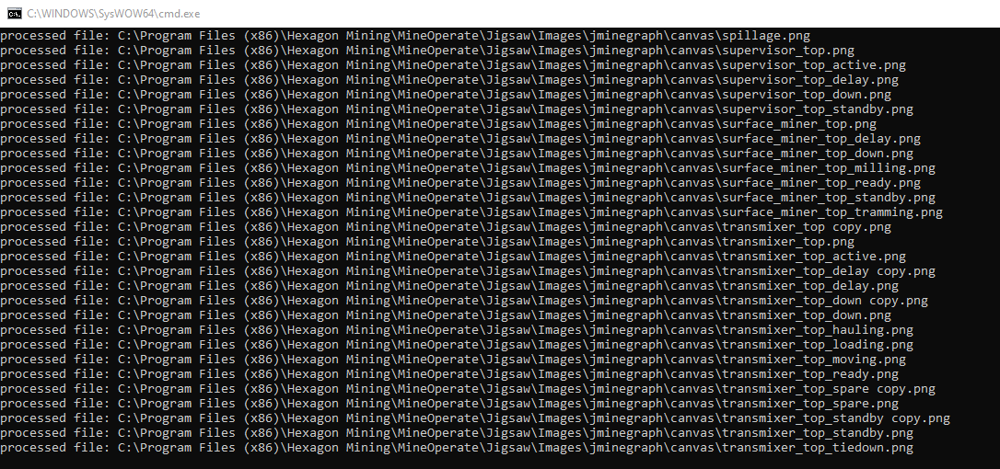 C:\WINDOWS\SysWOW64\cmd.exe
processed file: C:\Program Files (x86)\Hexagon Mining\MineOperate\Jigsaw\Images\jminegraph\canvas\spillage.png
processed file: C:\Program Files (x86)\Hexagon Mining\MineOperate\Jigsaw\Images\jminegraph\canvas\supervisor_top.png
processed file: C:\Program Files (x86)\Hexagon Mining\MineOperate\Jigsaw\Images\jminegraph\canvas\supervisor_top_active.png
processed file: C:\Program Files (x86)\Hexagon Mining\MineOperate\Jigsaw\Images\jminegraph\canvas\supervisor_top_delay.png
processed file: C:\Program Files (x86)\Hexagon Mining\MineOperate\Jigsaw\Images\jminegraph\canvas\supervisor_top_down.png
processed file: C:\Program Files (x86)\Hexagon Mining\MineOperate\Jigsaw\Images\jminegraph\canvas\supervisor_top_standby.png
processed file: C:\Program Files (x86)\Hexagon Mining\MineOperate\Jigsaw\Images\jminegraph\canvas\surface_miner_top.png
processed file: C:\Program Files (x86)\Hexagon Mining\MineOperate\Jigsaw\Images\jminegraph\canvas\surface_miner_top_delay.png
processed file: C:\Program Files (x86)\Hexagon Mining\MineOperate\Jigsaw\Images\jminegraph\canvas\surface_miner_top_down.png
processed file: C:\Program Files (x86)\Hexagon Mining\MineOperate\Jigsaw\Images\jminegraph\canvas\surface_miner_top_milling.png
processed file: C:\Program Files (x86)\Hexagon Mining\MineOperate\Jigsaw\Images\jminegraph\canvas\surface_miner_top_ready.png
processed file: C:\Program Files (x86)\Hexagon Mining\MineOperate\Jigsaw\Images\jminegraph\canvas\surface_miner_top_standby.png
processed file: C:\Program Files (x86)\Hexagon Mining\MineOperate\Jigsaw\Images\jminegraph\canvas\surface_miner_top_tramming.png
processed file: C:\Program Files (x86)\Hexagon Mining\MineOperate\Jigsaw\Images\jminegraph\canvas\transmixer_top copy.png
processed file: C:\Program Files (x86)\Hexagon Mining\MineOperate\Jigsaw\Images\jminegraph\canvas\transmixer_top.png
processed file: C:\Program Files (x86)\Hexagon Mining\MineOperate\Jigsaw\Images\jminegraph\canvas\transmixer_top_active.png
processed file: C:\Program Files (x86)\Hexagon Mining\MineOperate\Jigsaw\Images\jminegraph\canvas\transmixer_top_delay copy.png
processed file: C:\Program Files (x86)\Hexagon Mining\MineOperate\Jigsaw\Images\jminegraph\canvas\transmixer_top_delay.png
processed file: C:\Program Files (x86)\Hexagon Mining\MineOperate\Jigsaw\Images\jminegraph\canvas\transmixer_top_down copy.png
processed file: C:\Program Files (x86)\Hexagon Mining\MineOperate\Jigsaw\Images\jminegraph\canvas\transmixer_top_down.png
processed file: C:\Program Files (x86)\Hexagon Mining\MineOperate\Jigsaw\Images\jminegraph\canvas\transmixer_top_hauling.png
processed file: C:\Program Files (x86)\Hexagon Mining\MineOperate\Jigsaw\Images\jminegraph\canvas\transmixer_top_loading.png
processed file: C:\Program Files (x86)\Hexagon Mining\MineOperate\Jigsaw\Images\jminegraph\canvas\transmixer_top_moving.png
processed file: C:\Program Files (x86)\Hexagon Mining\MineOperate\Jigsaw\Images\jminegraph\canvas\transmixer_top_ready.png
processed file: C:\Program Files (x86)\Hexagon Mining\MineOperate\Jigsaw\Images\jminegraph\canvas\transmixer_top_spare copy.png
processed file: C:\Program Files (x86)\Hexagon Mining\MineOperate\Jigsaw\Images\jminegraph\canvas\transmixer_top_spare.png
processed file: C:\Program Files (x86)\Hexagon Mining\MineOperate\Jigsaw\Images\jminegraph\canvas\transmixer_top_standby copy.png
processed file: C:\Program Files (x86)\Hexagon Mining\MineOperate\Jigsaw\Images\jminegraph\canvas\transmixer_top_standby.png
processed file: C:\Program Files (x86)\Hexagon Mining\MineOperate\Jigsaw\Images\jminegraph\canvas\transmixer_top_tiedown.png